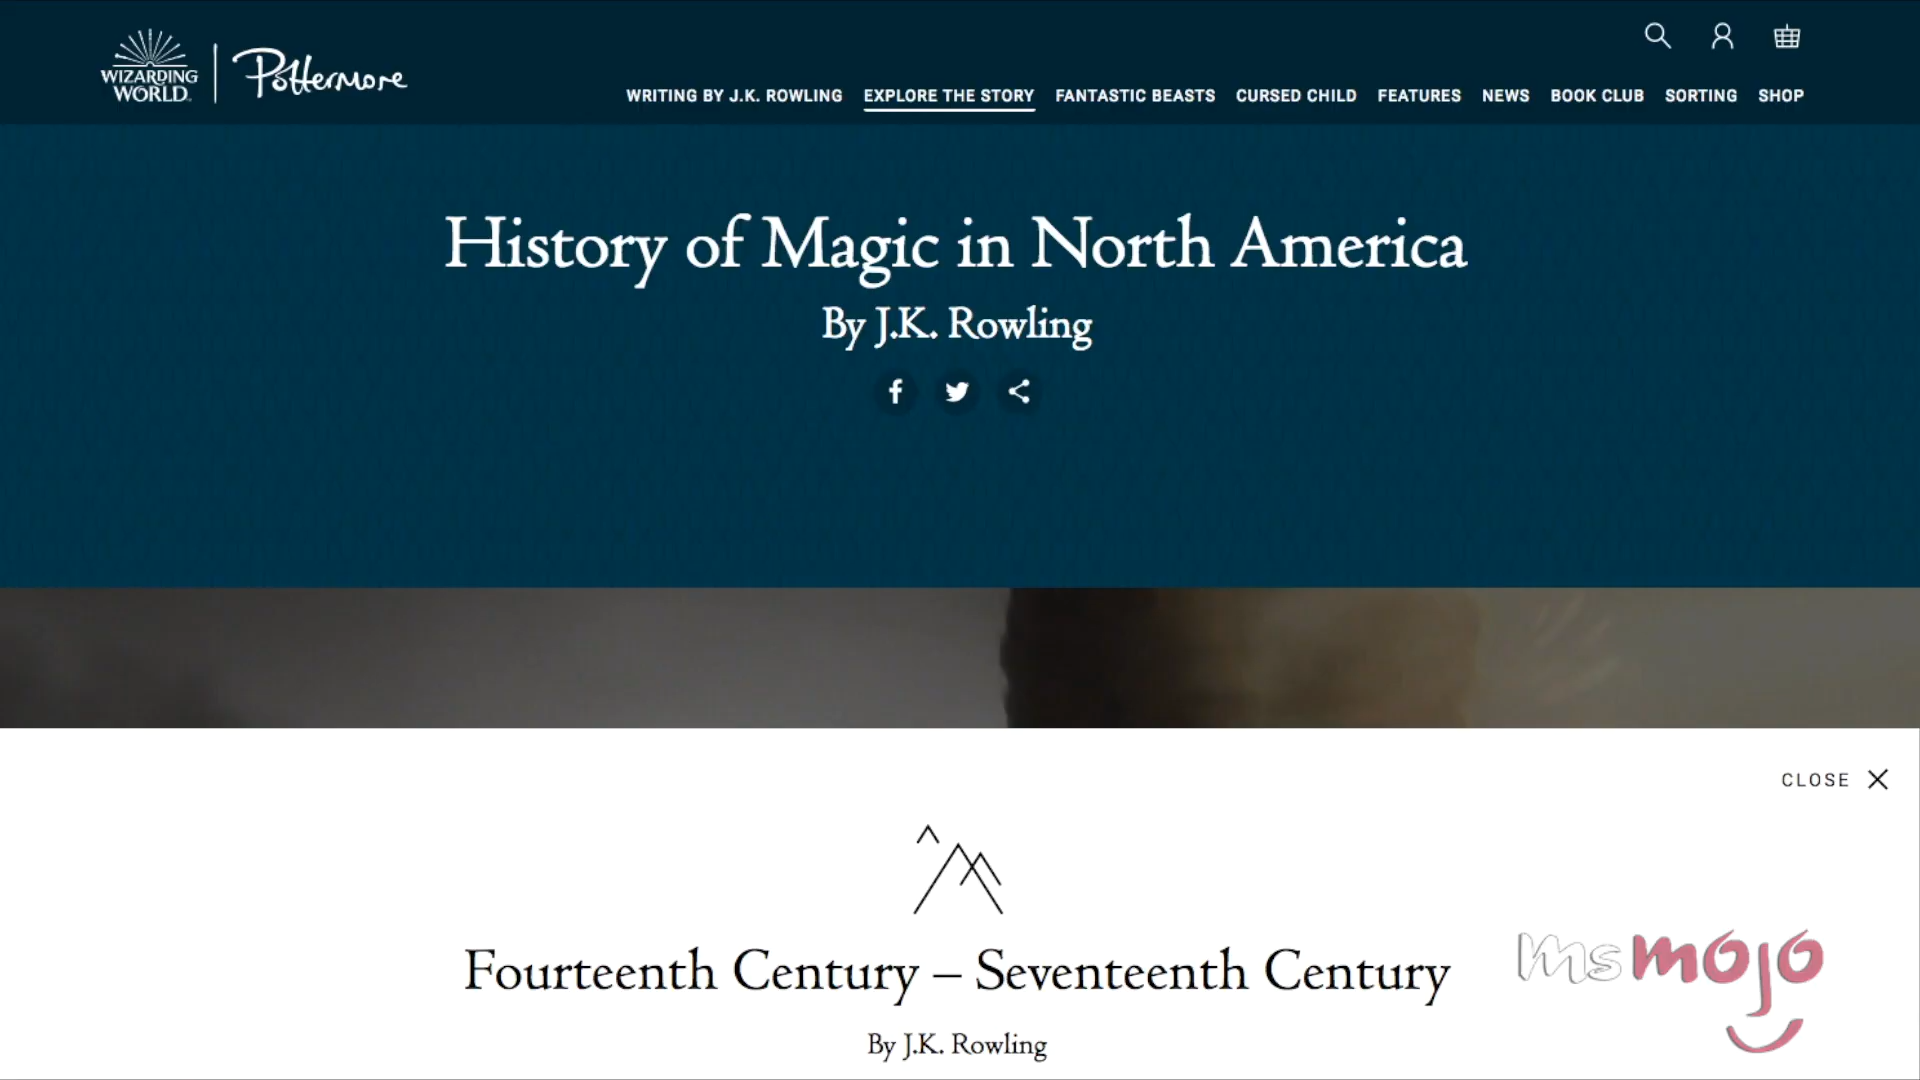 WIZARDING
WORLD
Pottermore
WRITING BY J.K. ROWLING EXPLORE THE STORY FANTASTIC BEASTS CURSED CHILD FEATURES NEWS BOOK CLUB SORTING SHOP
History of Magic in North America
By J.K. Rowling
CLOSE
Fourteenth Century – Seventeenth Century
By J.K. Rowling
msmojo